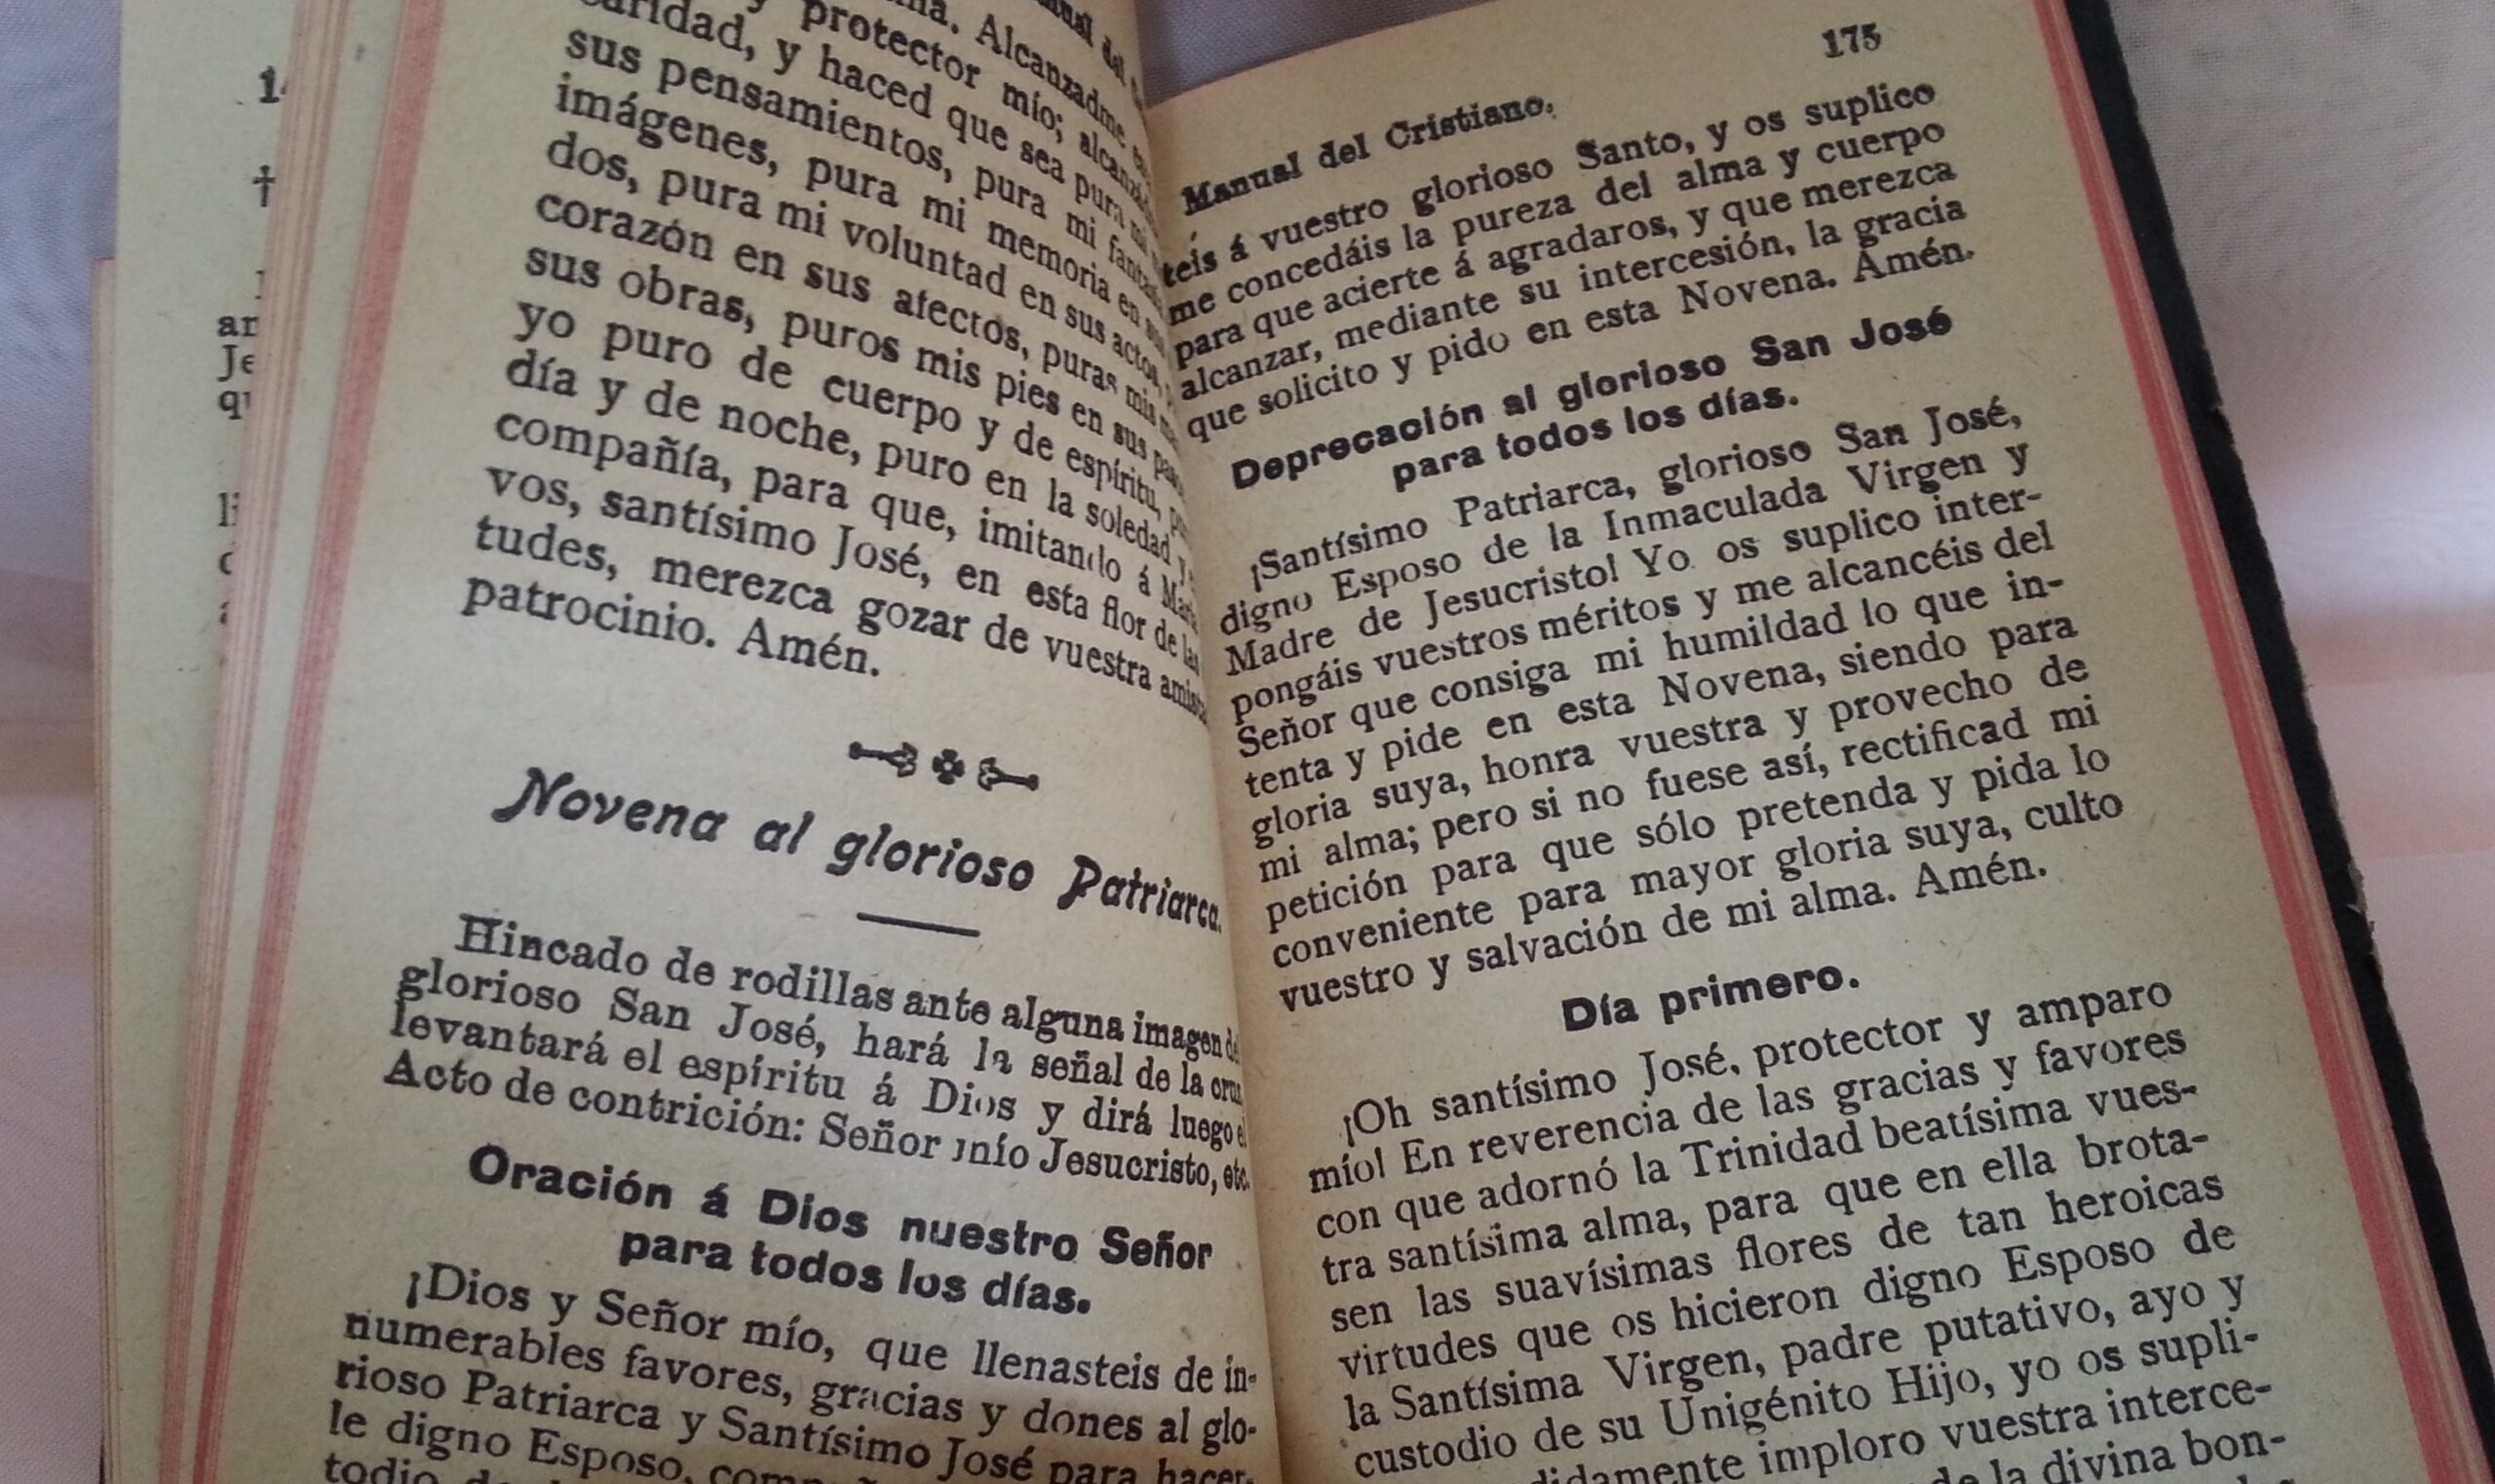 1
†
ar
Je
qu
li
protector mío;
Alcanzadme
caridad, y haced que sea pura mi
sus pensamientos, pura mi
imágenes, pura mi memoria en sus
dos, pura mi voluntad en sus actos,
corazón en sus afectos, puras mis
sus obras, puros mis pies en sus
yo puro de cuerpo y de espíritu,
día y de noche, puro en la soledad y
compañía, para que, imitando á
vos, santísimo José, en esta flor de las
tudes, merezca gozar de vuestra
patrocinio. Amén.
Novena al glorioso Patriarca.
Hincado de rodillas ante alguna imagen
glorioso San José, hará la señal de la
levantará el espíritu á Dios y dirá luego el
Acto de contrición: Señor mío Jesucristo, etc.
Oración á Dios nuestro Señor
para todos los días.
¡Dios y Señor mío, que llenasteis de in-
numerables favores, gracias y dones al glo-
rioso Patriarca y Santísimo José para hacer-
le digno Esposo,
175
Manual del Cristiano.
teis á vuestro glorioso Santo, y os suplico
me concedáis la pureza del alma y cuerpo
para que acierte á agradaros, y que merezca
alcanzar, mediante su intercesión, la gracia
que solicito y pido en esta Novena. Amén.
Deprecación al glorioso San José
para todos los días.
¡Santísimo Patriarca, glorioso San José,
digno Esposo de la Inmaculada Virgen y
Madre de Jesucristo! Yo os suplico inter-
pongáis vuestros méritos y me alcancéis del
Señor que consiga mi humildad lo que in-
tenta y pide en esta Novena, siendo para
gloria suya, honra vuestra y provecho de
mi alma; pero si no fuese así, rectificad mi
petición para que sólo pretenda y pida lo
conveniente para mayor gloria suya, culto
vuestro y salvación de mi alma. Amén.
Día primero.
¡Oh santísimo José, protector y amparo
mío! En reverencia de las gracias y favores
con que adornó la Trinidad beatísima vues-
tra santísima alma, para que en ella brota-
sen las suavísimas flores de tan heroicas
virtudes que os hicieron digno Esposo de
la Santísima Virgen, padre putativo, ayo y
custodio de su Unigénito Hijo, yo os supli-
imploro vuestra interce-
de la divina bon-